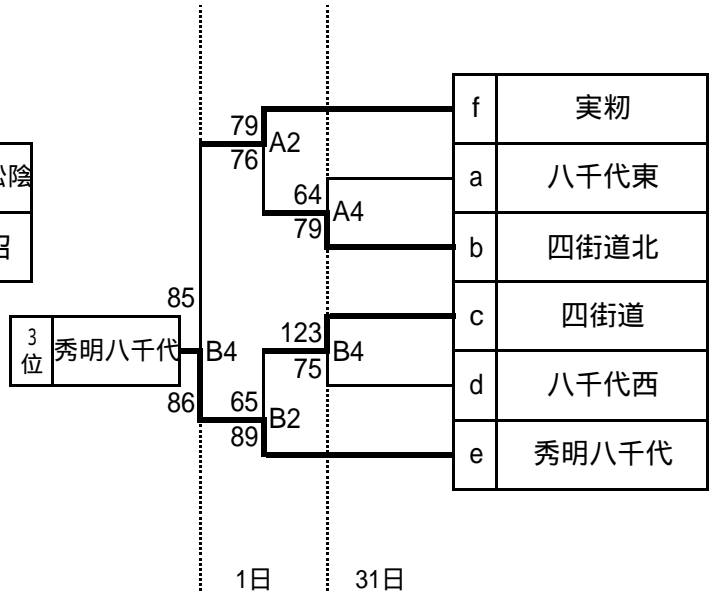 f 実籾
79
A2
76
松陰
a 八千代東
64
A4
79
b 四街道北
沼
85
c 四街道
3位 秀明八千代
B4
123
B4
75
d 八千代西
86
65
B2
89
e 秀明八千代
1日 31日